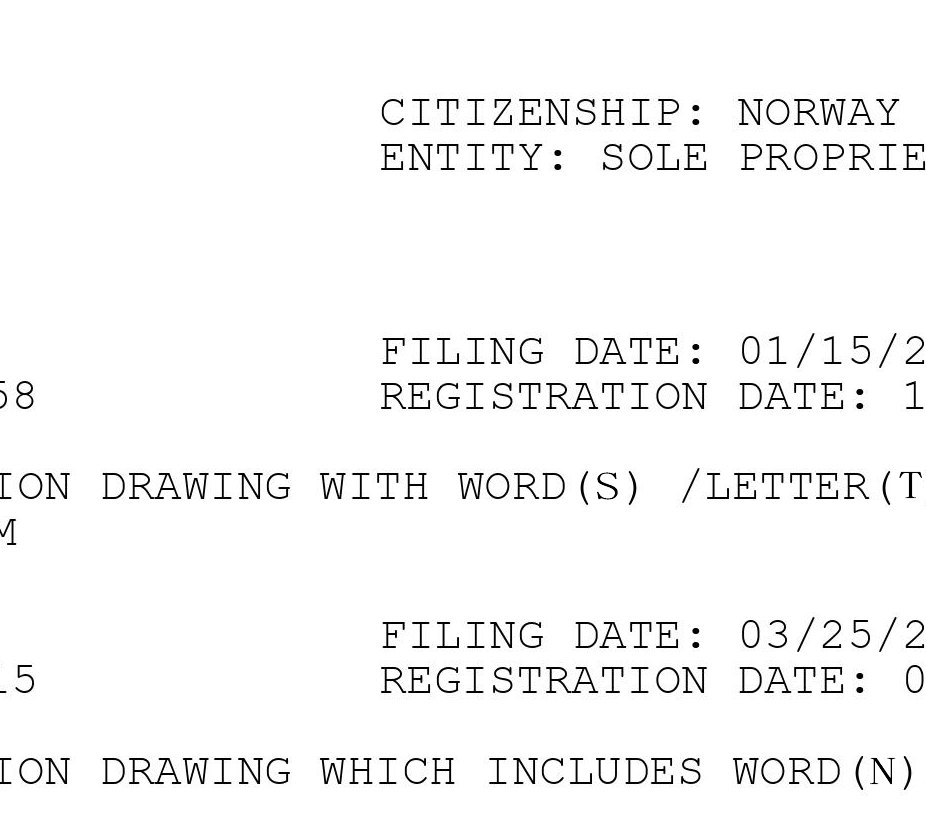 CITIZENSHIP: NORWAY
ENTITY: SOLE PROPRIE
FILING DATE: 01/15/2
58 REGISTRATION DATE: 1
ION DRAWING WITH WORD(S) /LETTER(T
M
FILING DATE: 03/25/2
15 REGISTRATION DATE: 0
ION DRAWING WHICH INCLUDES WORD(N)